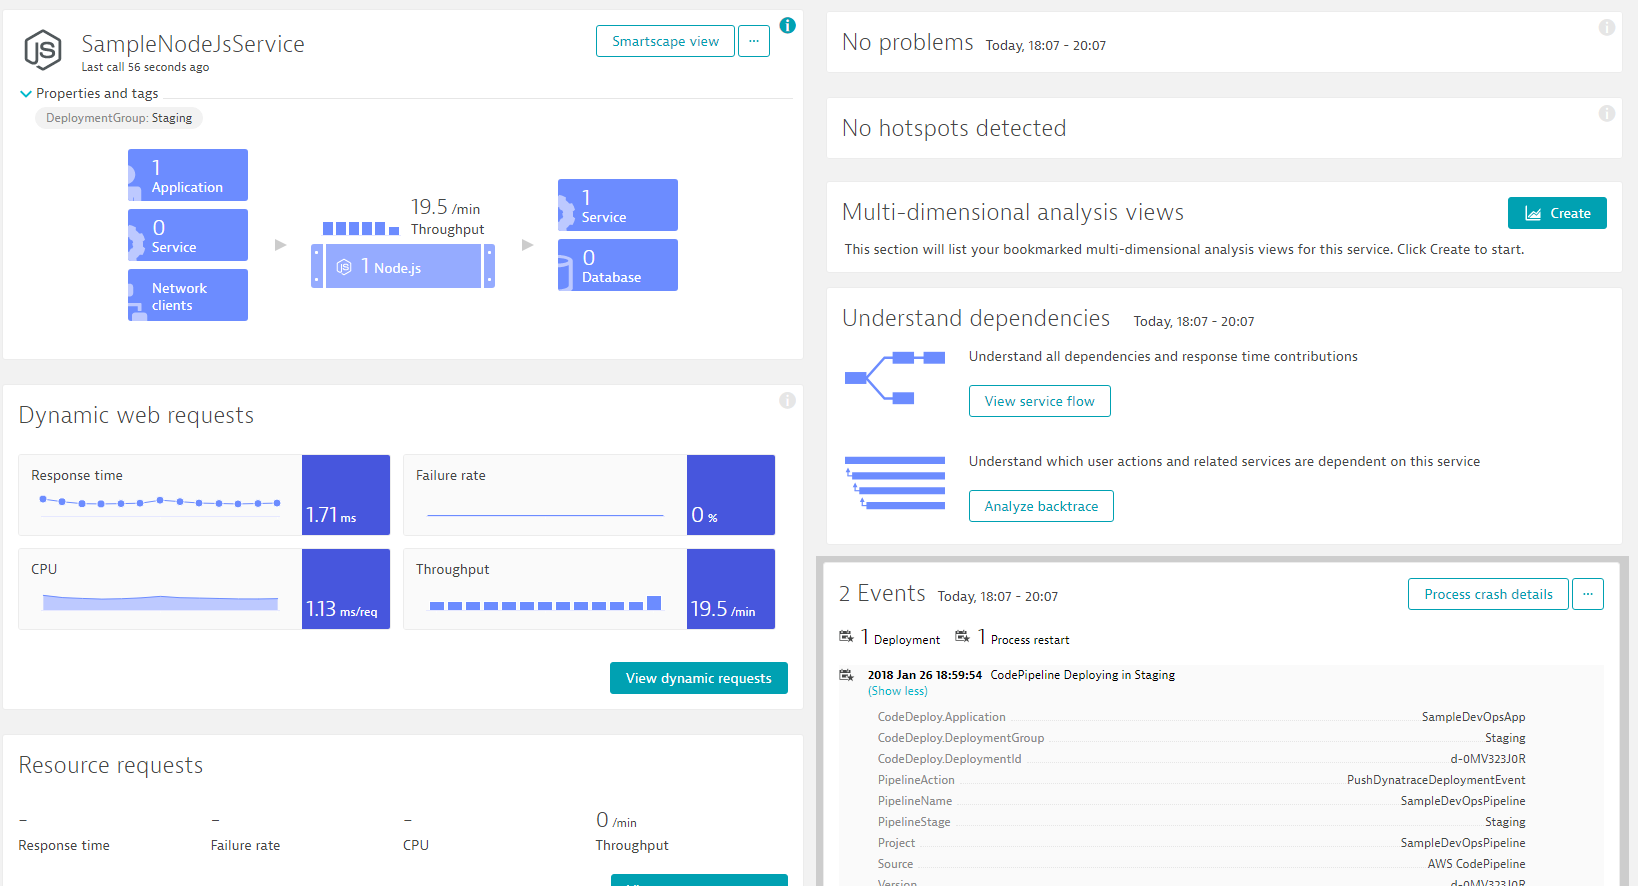 SampleNodeJsService
Last call 56 seconds ago
Smartscape view
...
Properties and tags
DeploymentGroup: Staging
1
Application
0
Service
Network
clients
19.5 /min
Throughput
1 Node.js
1
Service
0
Database
Dynamic web requests
Response time
1.71 ms
Failure rate
0 %
CPU
1.13 ms/req
Throughput
19.5 /min
View dynamic requests
Resource requests
–
Response time
–
Failure rate
–
CPU
0 /min
Throughput
No problems Today, 18:07 - 20:07
No hotspots detected
Multi-dimensional analysis views
Create
This section will list your bookmarked multi-dimensional analysis views for this service. Click Create to start.
Understand dependencies Today, 18:07 - 20:07
Understand all dependencies and response time contributions
View service flow
Understand which user actions and related services are dependent on this service
Analyze backtrace
2 Events Today, 18:07 - 20:07
Process crash details
...
1 Deployment 1 Process restart
2018 Jan 26 18:59:54 CodePipeline Deploying in Staging
(Show less)
CodeDeploy.Application SampleDevOpsApp
CodeDeploy.DeploymentGroup Staging
CodeDeploy.DeploymentId d-0MV323J0R
PipelineAction PushDynatraceDeploymentEvent
PipelineName SampleDevOpsPipeline
PipelineStage Staging
Project SampleDevOpsPipeline
Source AWS CodePipeline
Version d-0MV323J0R